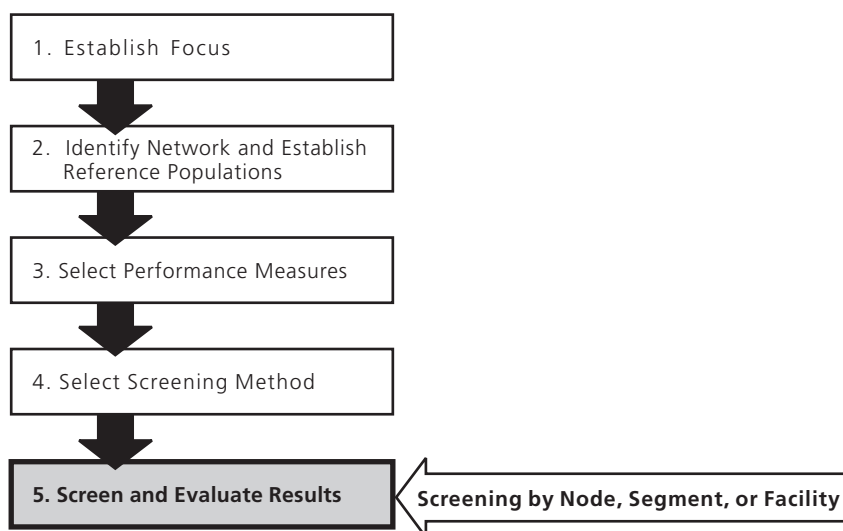 1. Establish Focus
2. Identify Network and Establish
Reference Populations
3. Select Performance Measures
4. Select Screening Method
5. Screen and Evaluate Results
Screening by Node, Segment, or Facility